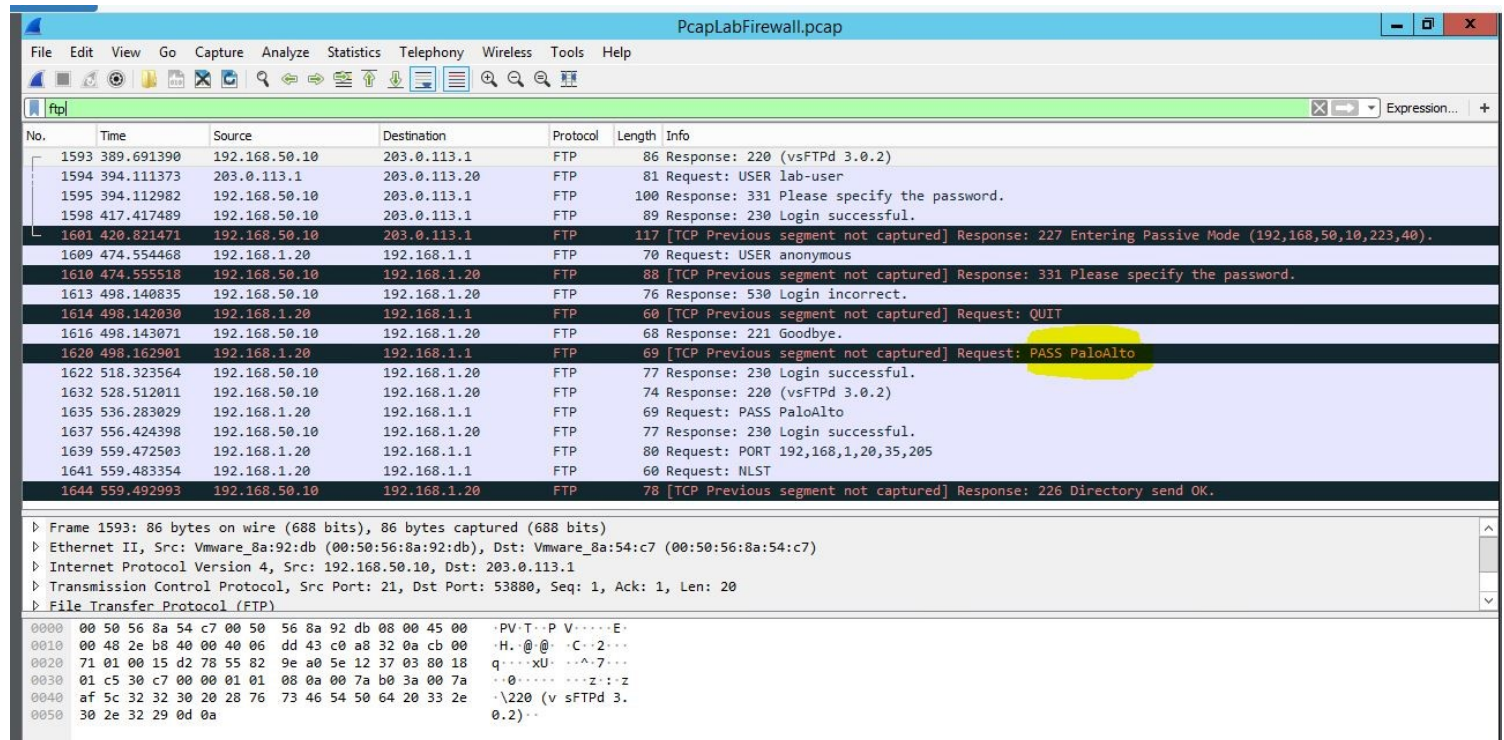 PcapLabFirewall.pcap
File Edit View Go Capture Analyze Statistics Telephony Wireless Tools Help
ftp
Expression... +
No. Time Source Destination Protocol Length Info
1593 389.691390 192.168.50.10 203.0.113.1 FTP 86 Response: 220 (vsFTPd 3.0.2)
1594 394.111373 203.0.113.1 203.0.113.20 FTP 81 Request: USER lab-user
1595 394.112982 192.168.50.10 203.0.113.1 FTP 100 Response: 331 Please specify the password.
1598 417.417489 192.168.50.10 203.0.113.1 FTP 89 Response: 230 Login successful.
1601 420.821471 192.168.50.10 203.0.113.1 FTP 117 [TCP Previous segment not captured] Response: 227 Entering Passive Mode (192,168,50,10,223,40).
1609 474.554468 192.168.1.20 192.168.1.1 FTP 70 Request: USER anonymous
1610 474.555518 192.168.50.10 192.168.1.20 FTP 88 [TCP Previous segment not captured] Response: 331 Please specify the password.
1613 498.140835 192.168.50.10 192.168.1.20 FTP 76 Response: 530 Login incorrect.
1614 498.142030 192.168.1.20 192.168.1.1 FTP 60 [TCP Previous segment not captured] Request: QUIT
1616 498.143071 192.168.50.10 192.168.1.20 FTP 68 Response: 221 Goodbye.
1620 498.162901 192.168.1.20 192.168.1.1 FTP 69 [TCP Previous segment not captured] Request: PASS PaloAlto
1622 518.323564 192.168.50.10 192.168.1.20 FTP 77 Response: 230 Login successful.
1632 528.512011 192.168.50.10 192.168.1.20 FTP 74 Response: 220 (vsFTPd 3.0.2)
1635 536.283029 192.168.1.20 192.168.1.1 FTP 69 Request: PASS PaloAlto
1637 556.424398 192.168.50.10 192.168.1.20 FTP 77 Response: 230 Login successful.
1639 559.472503 192.168.1.20 192.168.1.1 FTP 80 Request: PORT 192,168,1,20,35,205
1641 559.483354 192.168.1.20 192.168.1.1 FTP 60 Request: NLST
1644 559.492993 192.168.50.10 192.168.1.20 FTP 78 [TCP Previous segment not captured] Response: 226 Directory send OK.
Frame 1593: 86 bytes on wire (688 bits), 86 bytes captured (688 bits)
Ethernet II, Src: Vmware_8a:92:db (00:50:56:8a:92:db), Dst: Vmware_8a:54:c7 (00:50:56:8a:54:c7)
Internet Protocol Version 4, Src: 192.168.50.10, Dst: 203.0.113.1
Transmission Control Protocol, Src Port: 21, Dst Port: 53880, Seq: 1, Ack: 1, Len: 20
File Transfer Protocol (FTP)
0000 00 50 56 8a 54 c7 00 50 56 8a 92 db 08 00 45 00 ·PV·T··P V·····E·
0010 00 48 2e b8 40 00 40 06 dd 43 c0 a8 32 0a cb 00 ·H.·@·@· ·C··2···
0020 71 01 00 15 d2 78 55 82 9e a0 5e 12 37 03 80 18 q····xU· ··^·7···
0030 01 c5 30 c7 00 00 01 01 08 0a 00 7a b0 3a 00 7a ··0····· ···z·:·z
0040 af 5c 32 32 30 20 28 76 73 46 54 50 64 20 33 2e ·\220 (v sFTPd 3.
0050 30 2e 32 29 0d 0a 0.2)··